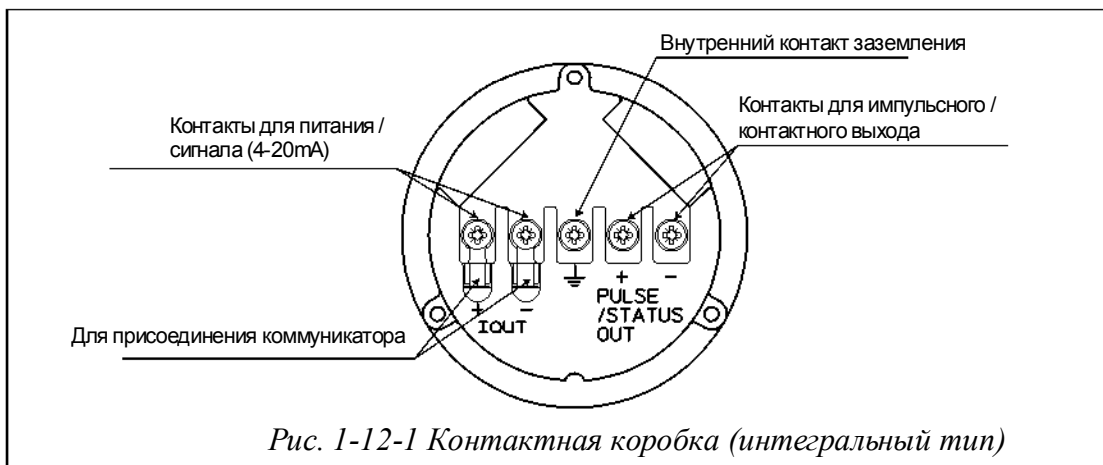 Внутренний контакт заземления
Контакты для питания /
сигнала (4-20mA)
Контакты для импульсного /
контактного выхода
+ -
+ -
IOUT
PULSE
/STATUS
OUT
Для присоединения коммуникатора
Рис. 1-12-1 Контактная коробка (интегральный тип)